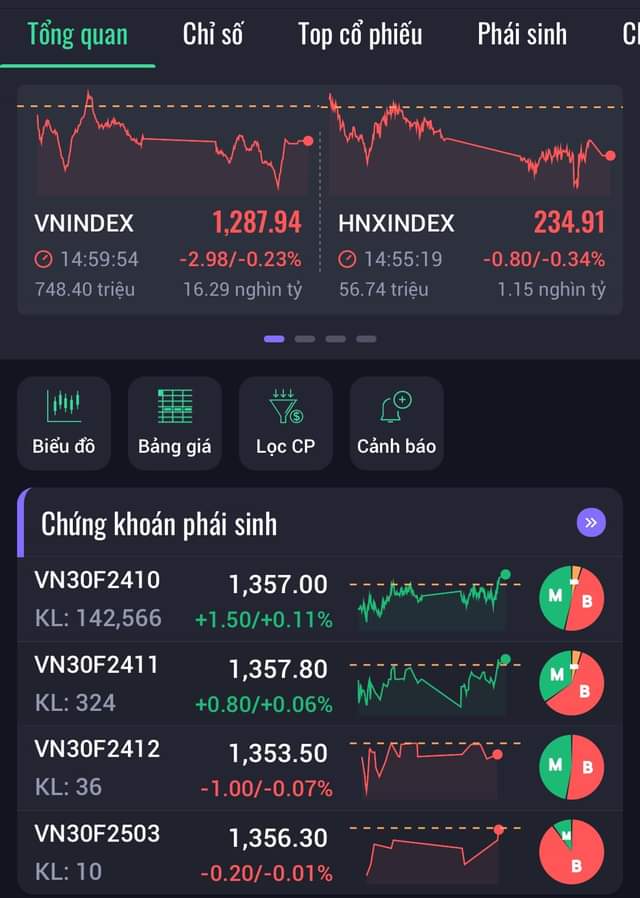 Tổng quan Chỉ số Top cổ phiếu Phái sinh
VNINDEX 1,287.94
14:59:54 -2.98/-0.23%
748.40 triệu 16.29 nghìn tỷ
HNXINDEX 234.91
14:55:19 -0.80/-0.34%
56.74 triệu 1.15 nghìn tỷ
Biểu đồ Bảng giá Lọc CP Cảnh báo
Chứng khoán phái sinh
VN30F2410 1,357.00
KL: 142,566 +1.50/+0.11%
M B
VN30F2411 1,357.80
KL: 324 +0.80/+0.06%
M B
VN30F2412 1,353.50
KL: 36 -1.00/-0.07%
M B
VN30F2503 1,356.30
KL: 10 -0.20/-0.01%
M B